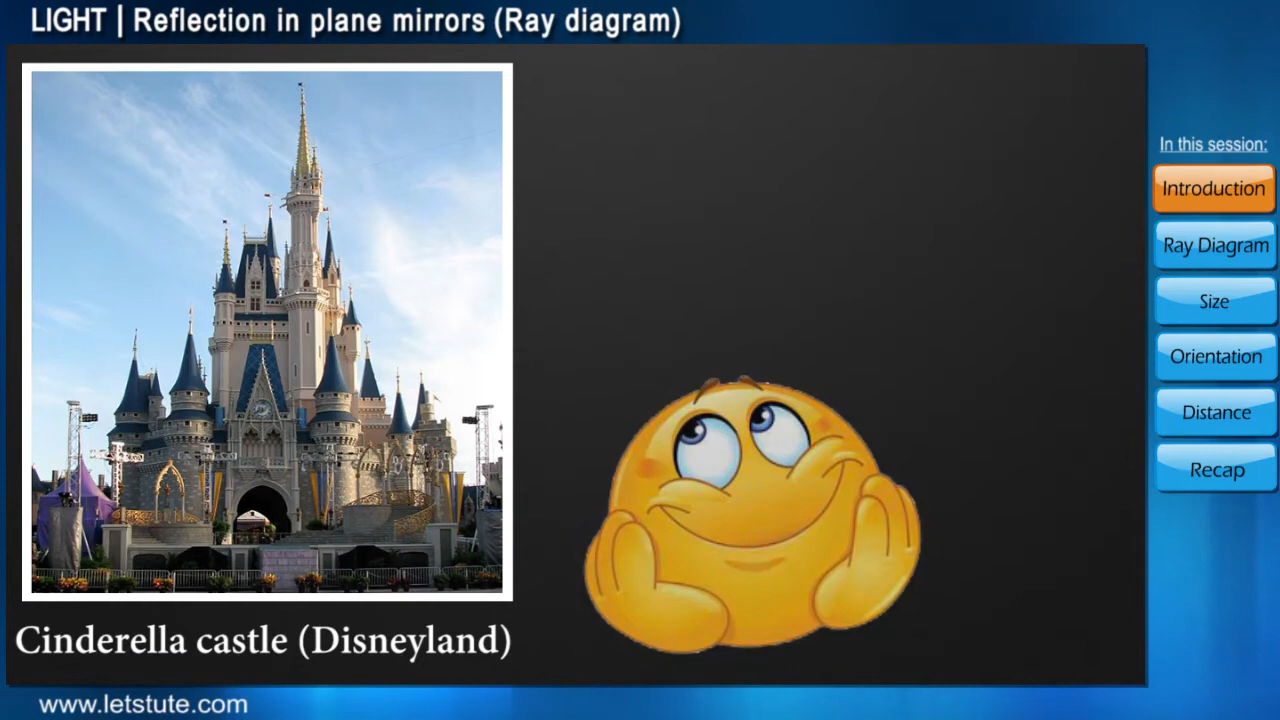 LIGHT | Reflection in plane mirrors (Ray diagram)
In this session:
Introduction
Ray Diagram
Size
Orientation
Distance
Recap
Cinderella castle (Disneyland)
www.letstute.com